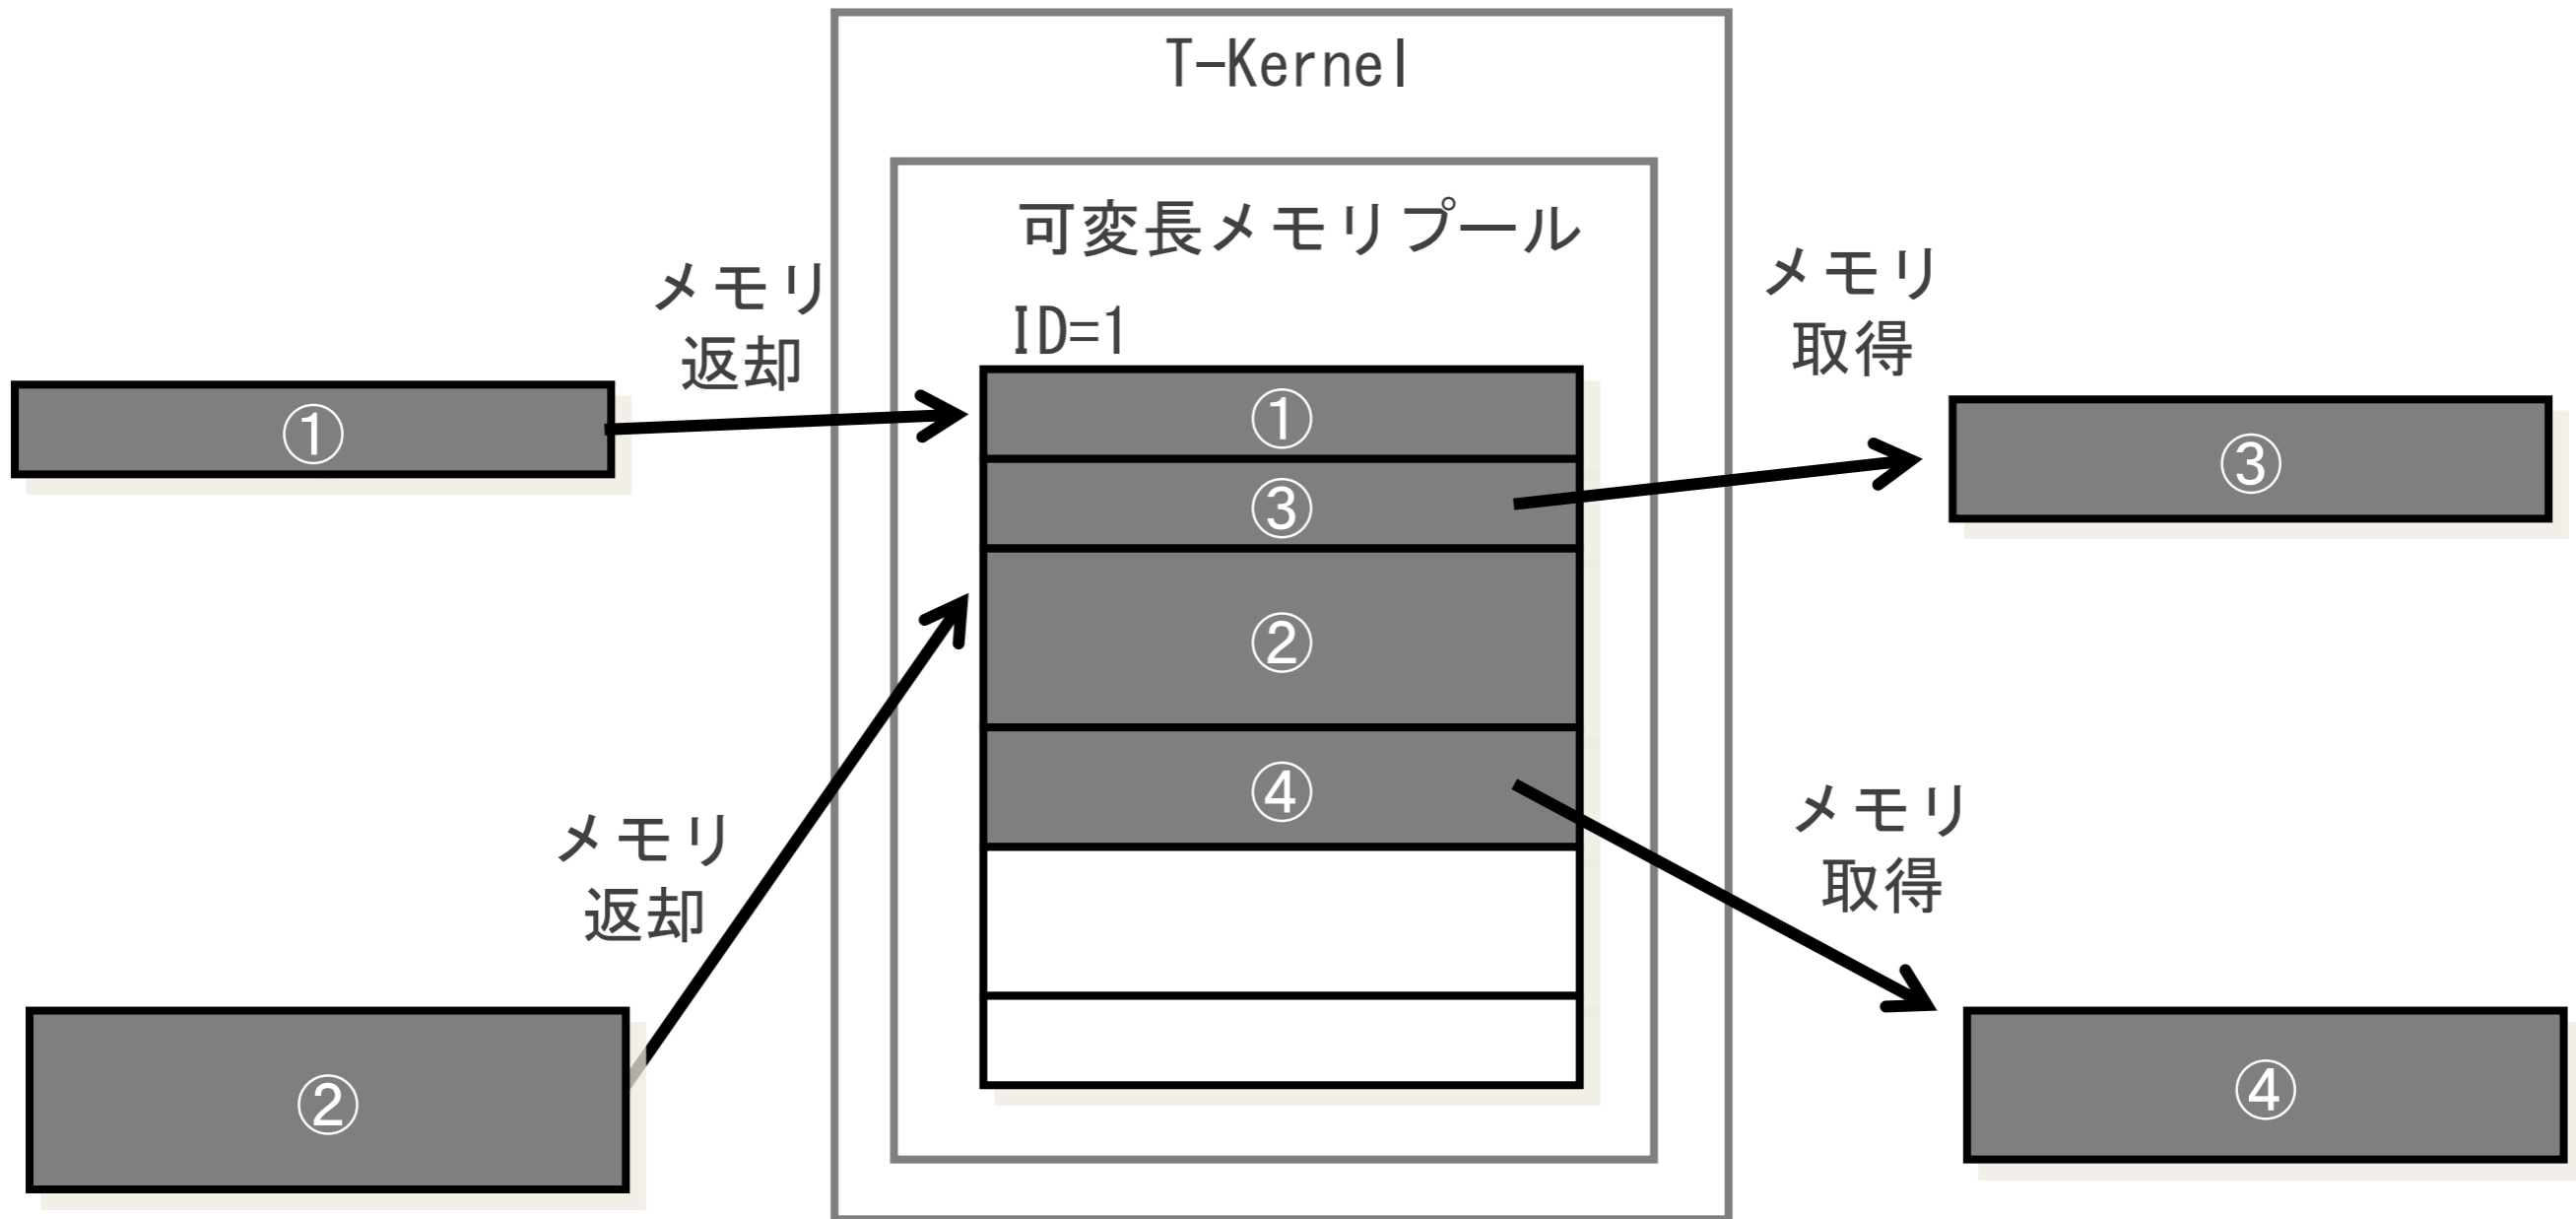 T-Kernel
可変長メモリプール
ID=1
メモリ
返却
①
①
③
②
④
メモリ
取得
③
メモリ
返却
②
メモリ
取得
④